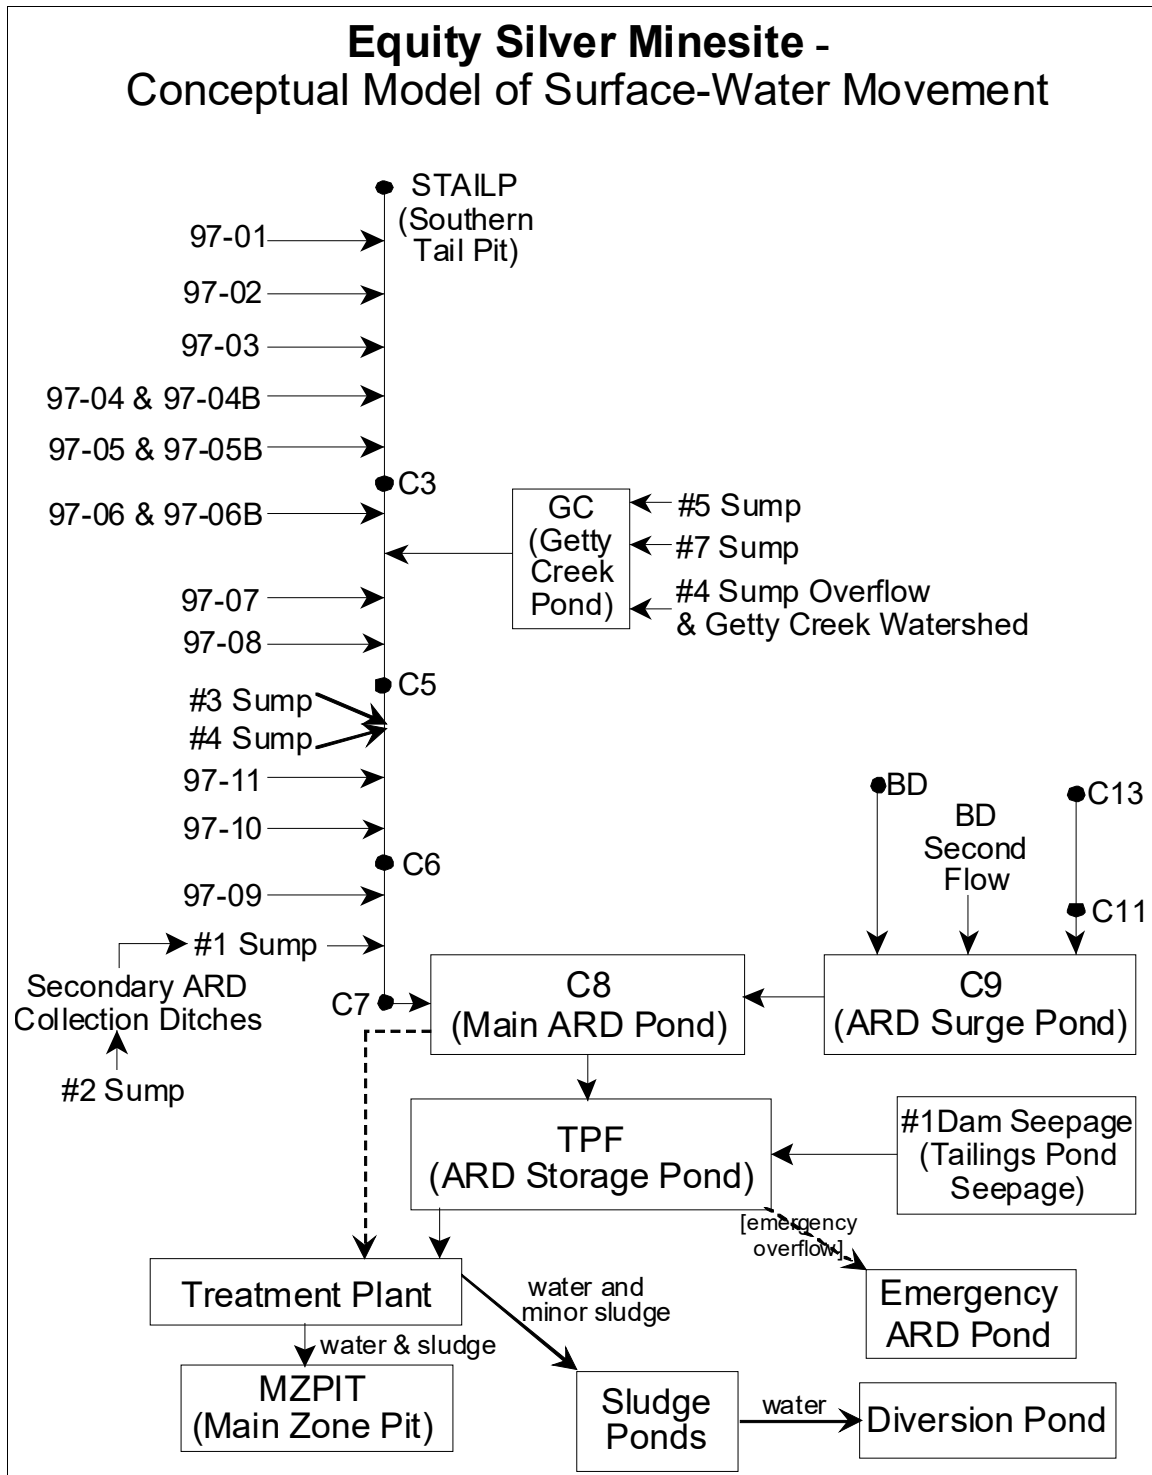 Equity Silver Minesite -
Conceptual Model of Surface-Water Movement
STAILP
(Southern
Tail Pit)
97-01
97-02
97-03
97-04 & 97-04B
97-05 & 97-05B
C3
97-06 & 97-06B
GC
(Getty
Creek
Pond)
#5 Sump
#7 Sump
#4 Sump Overflow
& Getty Creek Watershed
97-07
97-08
C5
#3 Sump
#4 Sump
97-11
97-10
C6
97-09
#1 Sump
Secondary ARD
Collection Ditches
#2 Sump
C7
BD
BD
Second
Flow
C13
C11
C8
(Main ARD Pond)
C9
(ARD Surge Pond)
TPF
(ARD Storage Pond)
#1Dam Seepage
(Tailings Pond
Seepage)
[emergency
overflow]
Emergency
ARD Pond
Treatment Plant
water and
minor sludge
water & sludge
MZPIT
(Main Zone Pit)
Sludge
Ponds
water
Diversion Pond